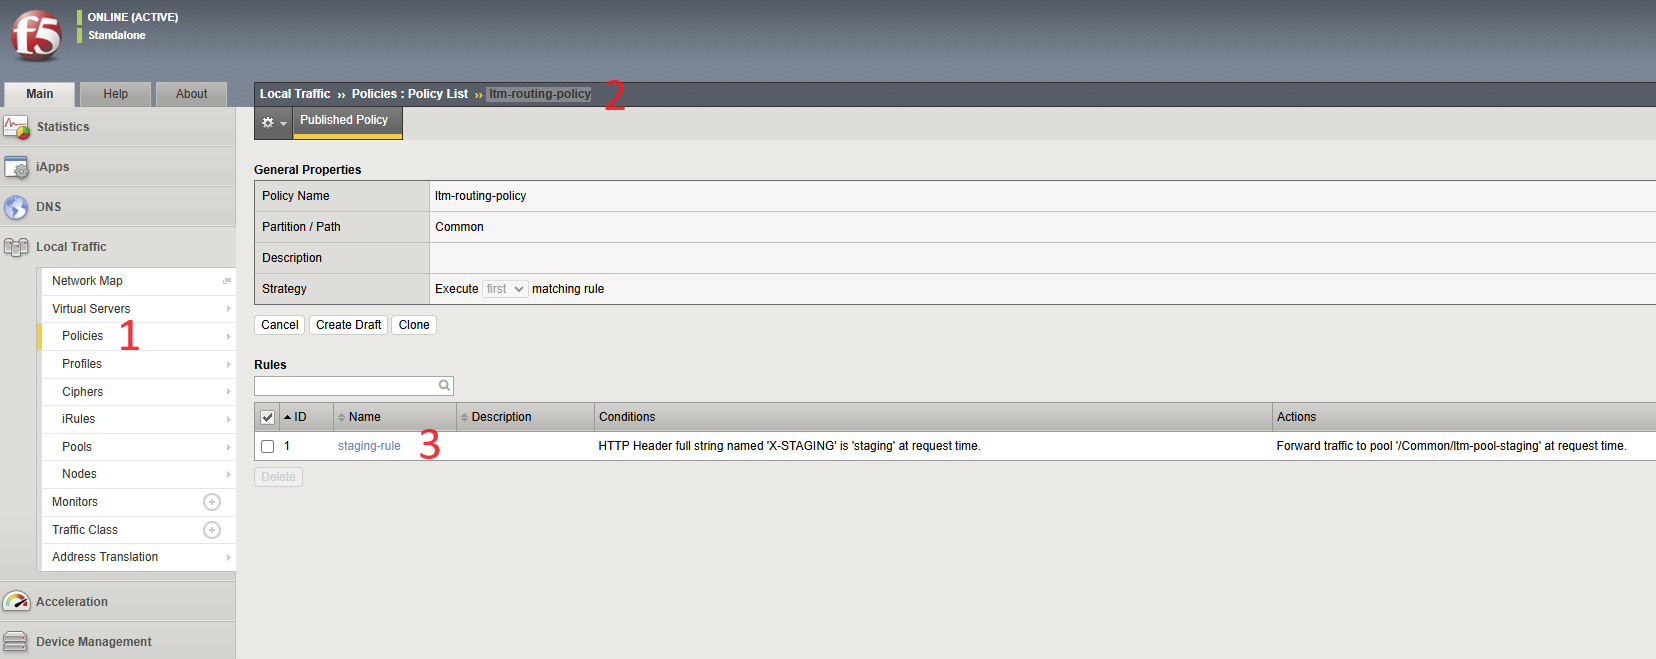 f5
ONLINE (ACTIVE)
Standalone
Main
Help
About
Local Traffic ›› Policies : Policy List ›› ltm-routing-policy
2
Published Policy
Statistics
iApps
DNS
Local Traffic
Network Map
Virtual Servers
Policies
1
Profiles
Ciphers
iRules
Pools
Nodes
Monitors
Traffic Class
Address Translation
Acceleration
Device Management
General Properties
Policy Name ltm-routing-policy
Partition / Path Common
Description
Strategy Execute first matching rule
Cancel Create Draft Clone
Rules
ID Name Description Conditions Actions
1 staging-rule 3 HTTP Header full string named 'X-STAGING' is 'staging' at request time. Forward traffic to pool '/Common/ltm-pool-staging' at request time.
Delete